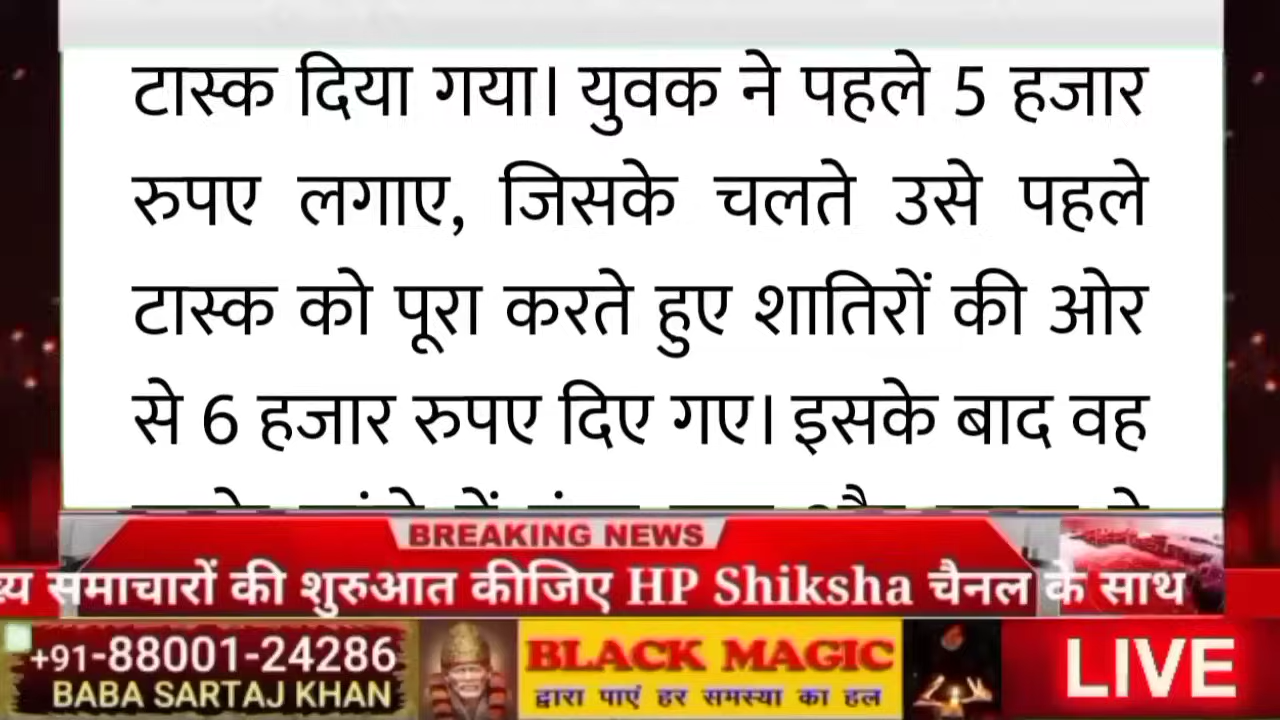 टास्क दिया गया। युवक ने पहले 5 हजार
रुपए लगाए, जिसके चलते उसे पहले
टास्क को पूरा करते हुए शातिरों की ओर
से 6 हजार रुपए दिए गए। इसके बाद वह
BREAKING NEWS
समाचारों की शुरुआत कीजिए HP Shiksha चैनल के साथ
+91-88001-24286
BABA SARTAJ KHAN
BLACK MAGIC
द्वारा पाएं हर समस्या का हल
LIVE